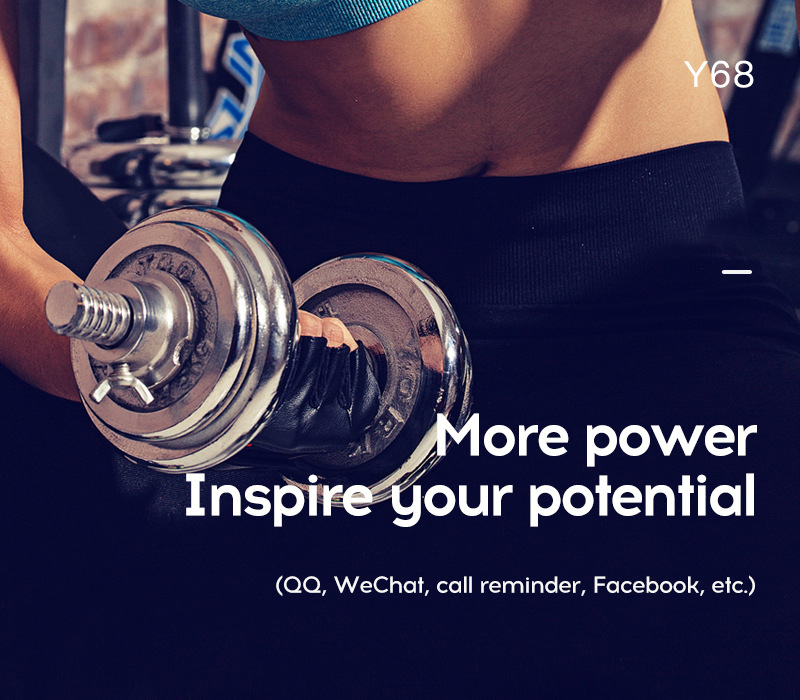 Y68
More power
Inspire your potential
(QQ, WeChat, call reminder, Facebook, etc.)